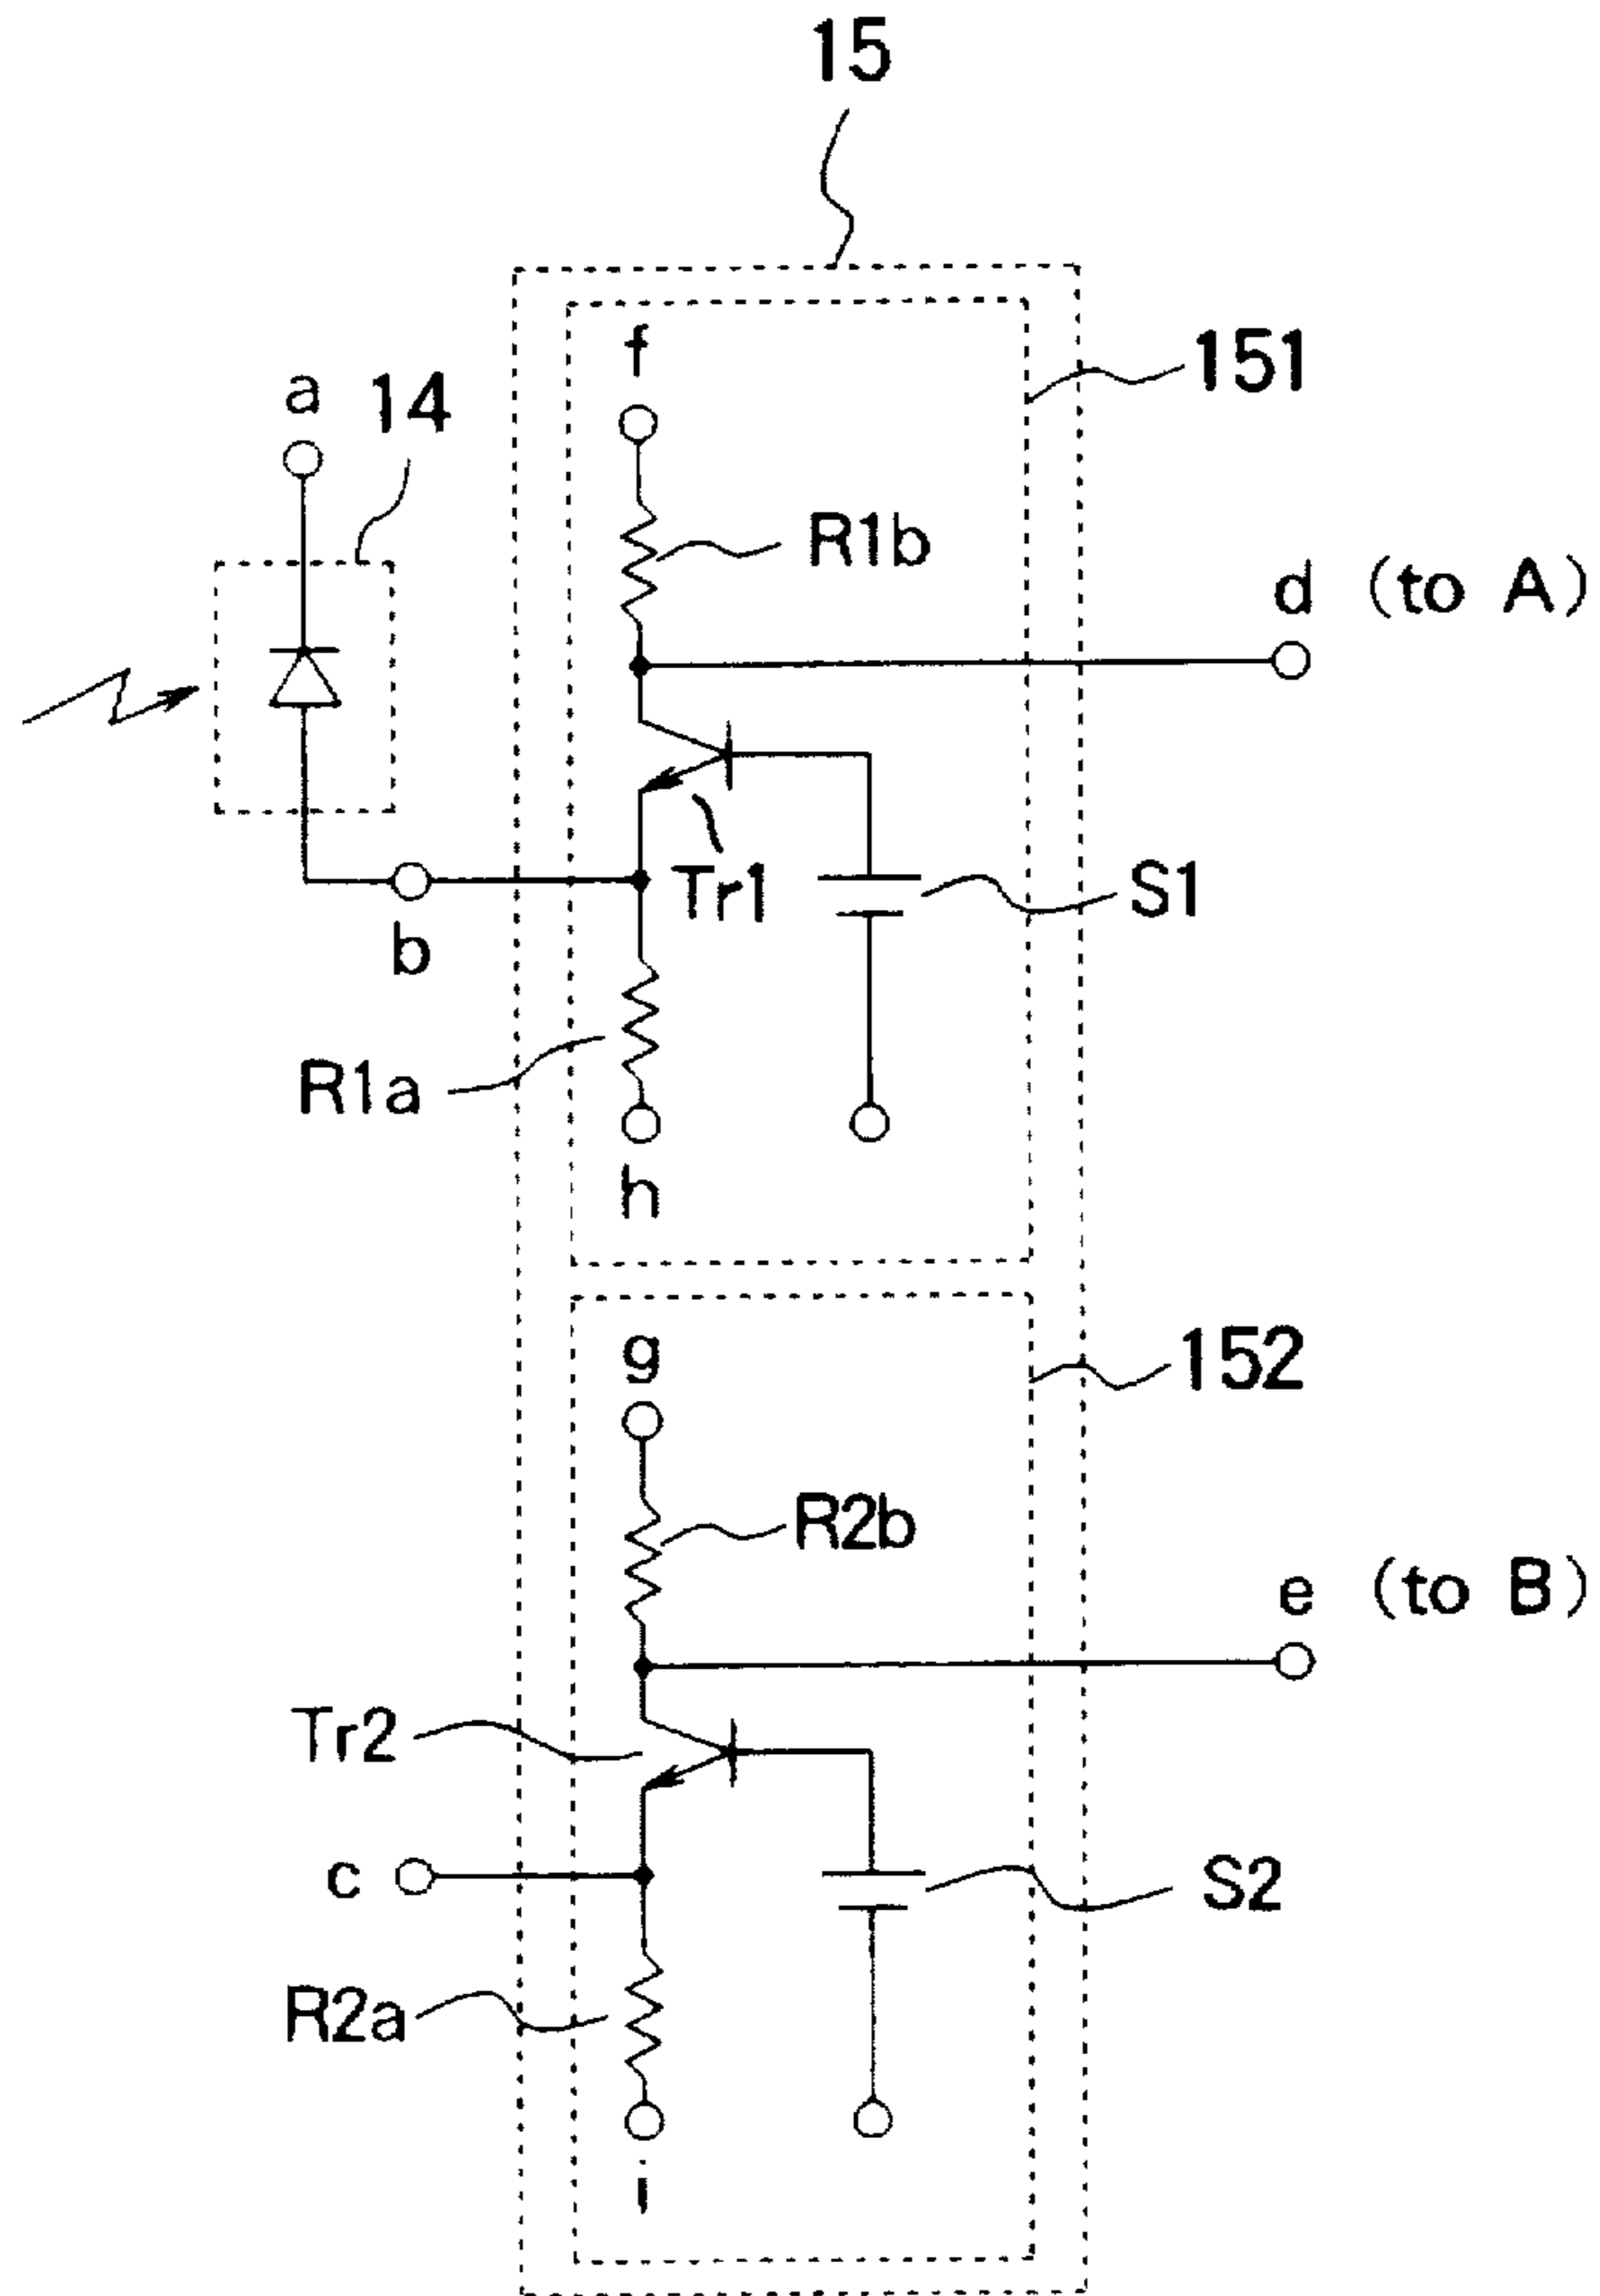 15
f
151
a
14
R1b
d (to A)
Tr1
S1
b
R1a
h
g
152
R2b
e (to B)
Tr2
c
S2
R2a
i